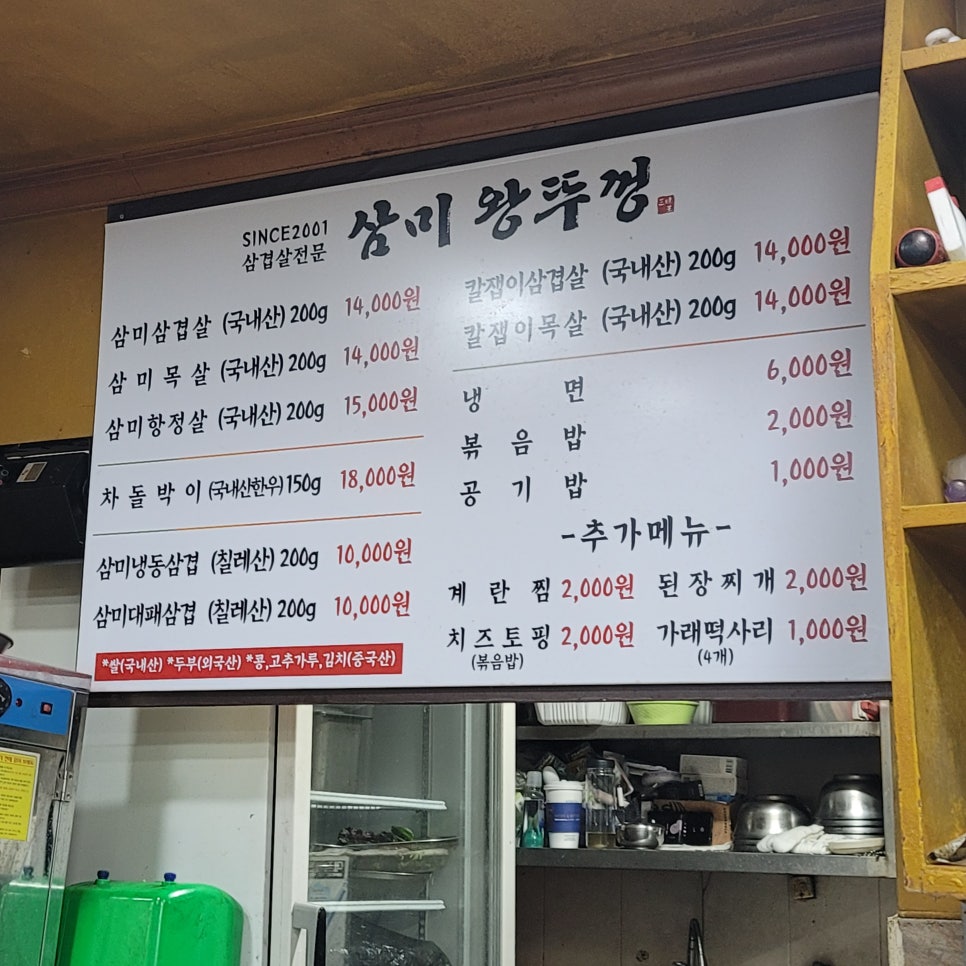 SINCE2001
삼겹살전문
삼미 왕뚜껑
삼미삼겹살 (국내산) 200g 14,000원
삼미목살 (국내산) 200g 14,000원
삼미항정살 (국내산) 200g 15,000원
차돌박이 (국내산한우) 150g 18,000원
삼미냉동삼겹 (칠레산) 200g 10,000원
삼미대패삼겹 (칠레산) 200g 10,000원
*쌀(국내산) *두부(외국산) *콩,고추가루,김치(중국산)
칼잽이삼겹살 (국내산) 200g 14,000원
칼잽이목살 (국내산) 200g 14,000원
냉면 6,000원
볶음밥 2,000원
공기밥 1,000원
-추가메뉴-
계란찜 2,000원 된장찌개 2,000원
치즈토핑 2,000원 가래떡사리 1,000원
(볶음밥) (4개)